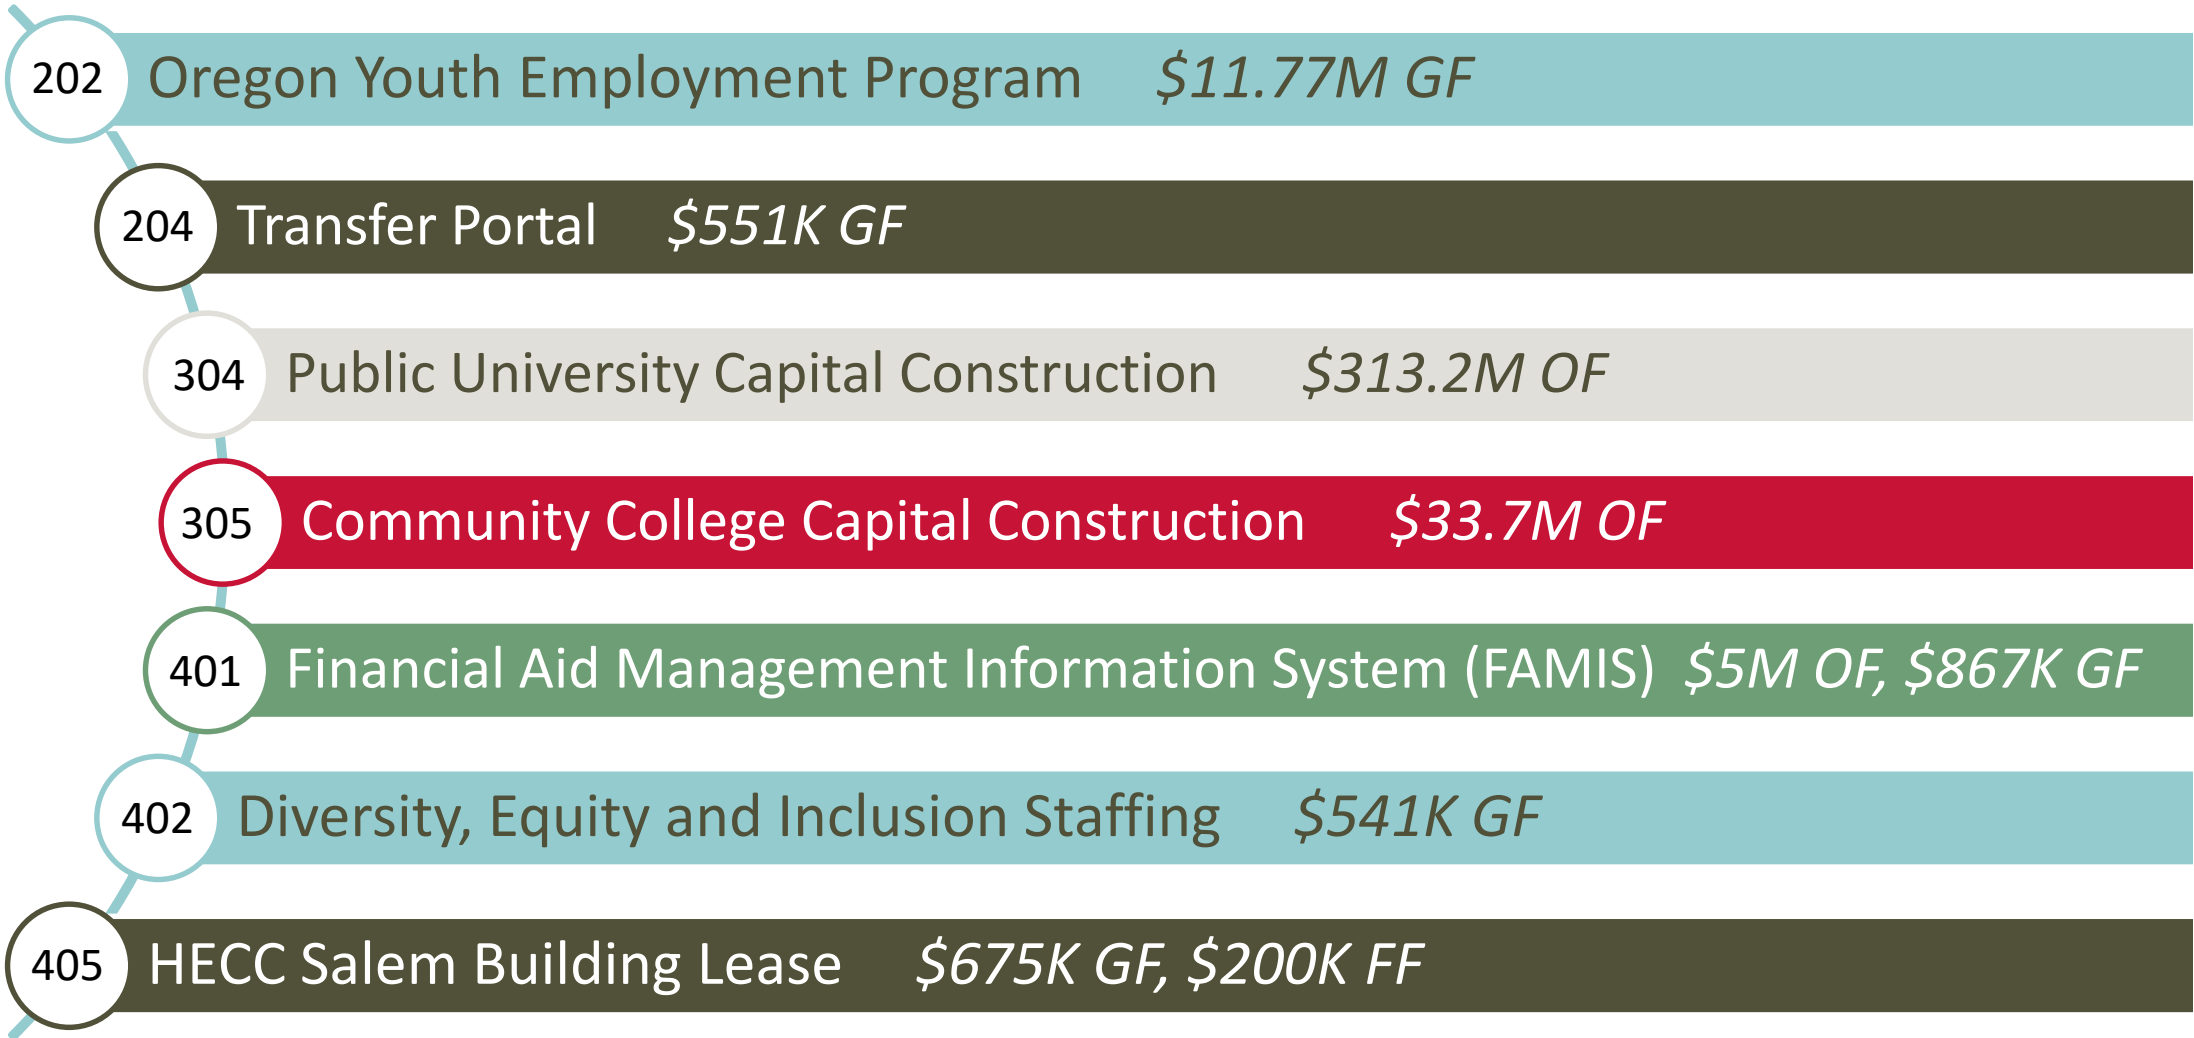 202 Oregon Youth Employment Program $11.77M GF
204 Transfer Portal $551K GF
304 Public University Capital Construction $313.2M OF
305 Community College Capital Construction $33.7M OF
401 Financial Aid Management Information System (FAMIS) $5M OF, $867K GF
402 Diversity, Equity and Inclusion Staffing $541K GF
405 HECC Salem Building Lease $675K GF, $200K FF